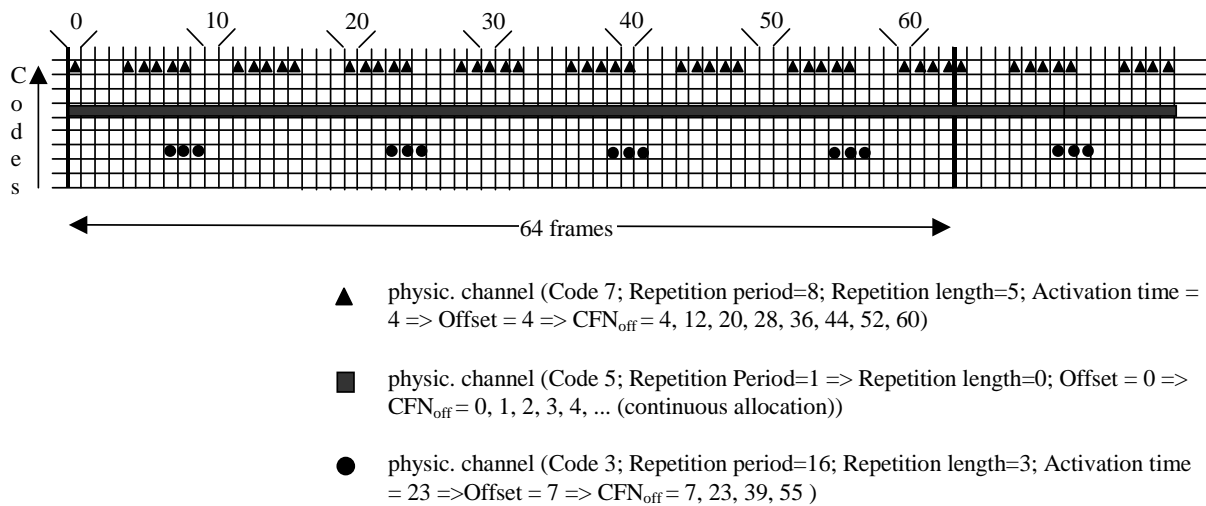 0 10 20 30 40 50 60
C
o
d
e
s
64 frames
physic. channel (Code 7; Repetition period=8; Repetition length=5; Activation time =
4 => Offset = 4 => CFNoff = 4, 12, 20, 28, 36, 44, 52, 60)
physic. channel (Code 5; Repetition Period=1 => Repetition length=0; Offset = 0 =>
CFNoff = 0, 1, 2, 3, 4, ... (continuous allocation))
physic. channel (Code 3; Repetition period=16; Repetition length=3; Activation time
= 23 =>Offset = 7 => CFNoff = 7, 23, 39, 55 )